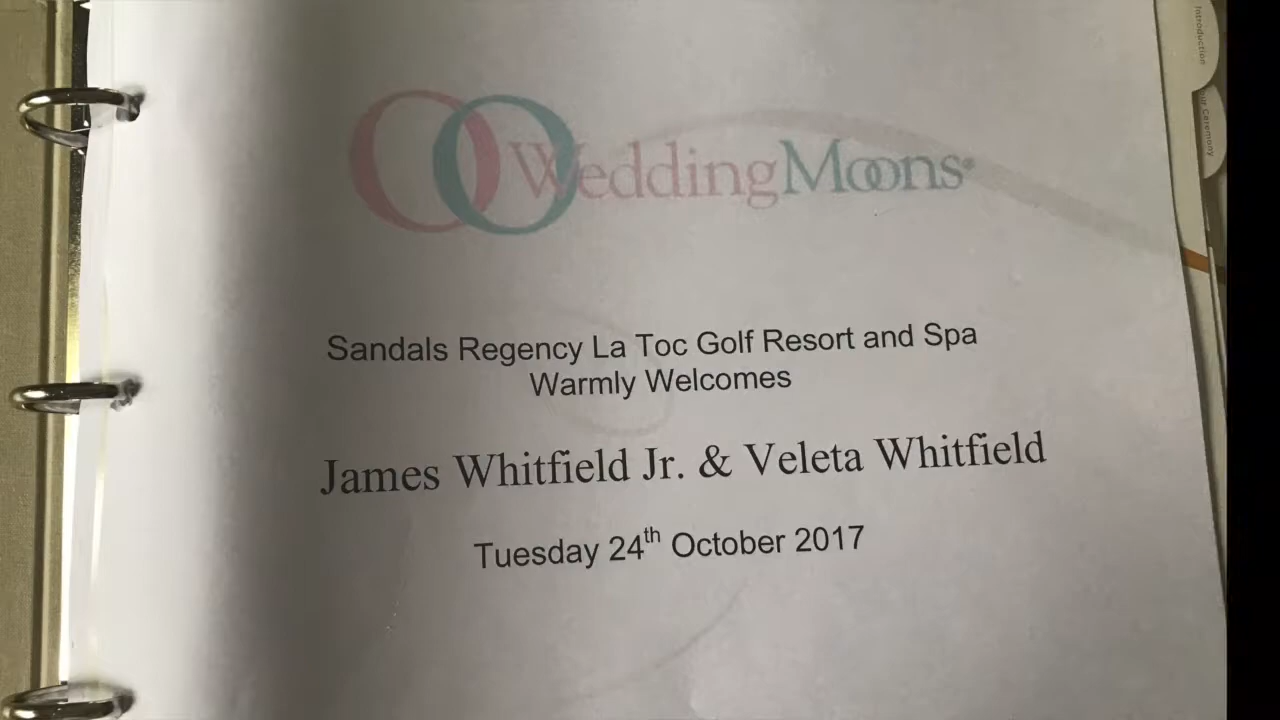 Introduction
WeddingMoons®
Sandals Regency La Toc Golf Resort and Spa
Warmly Welcomes
James Whitfield Jr. & Veleta Whitfield
Tuesday 24th October 2017
Ceremony